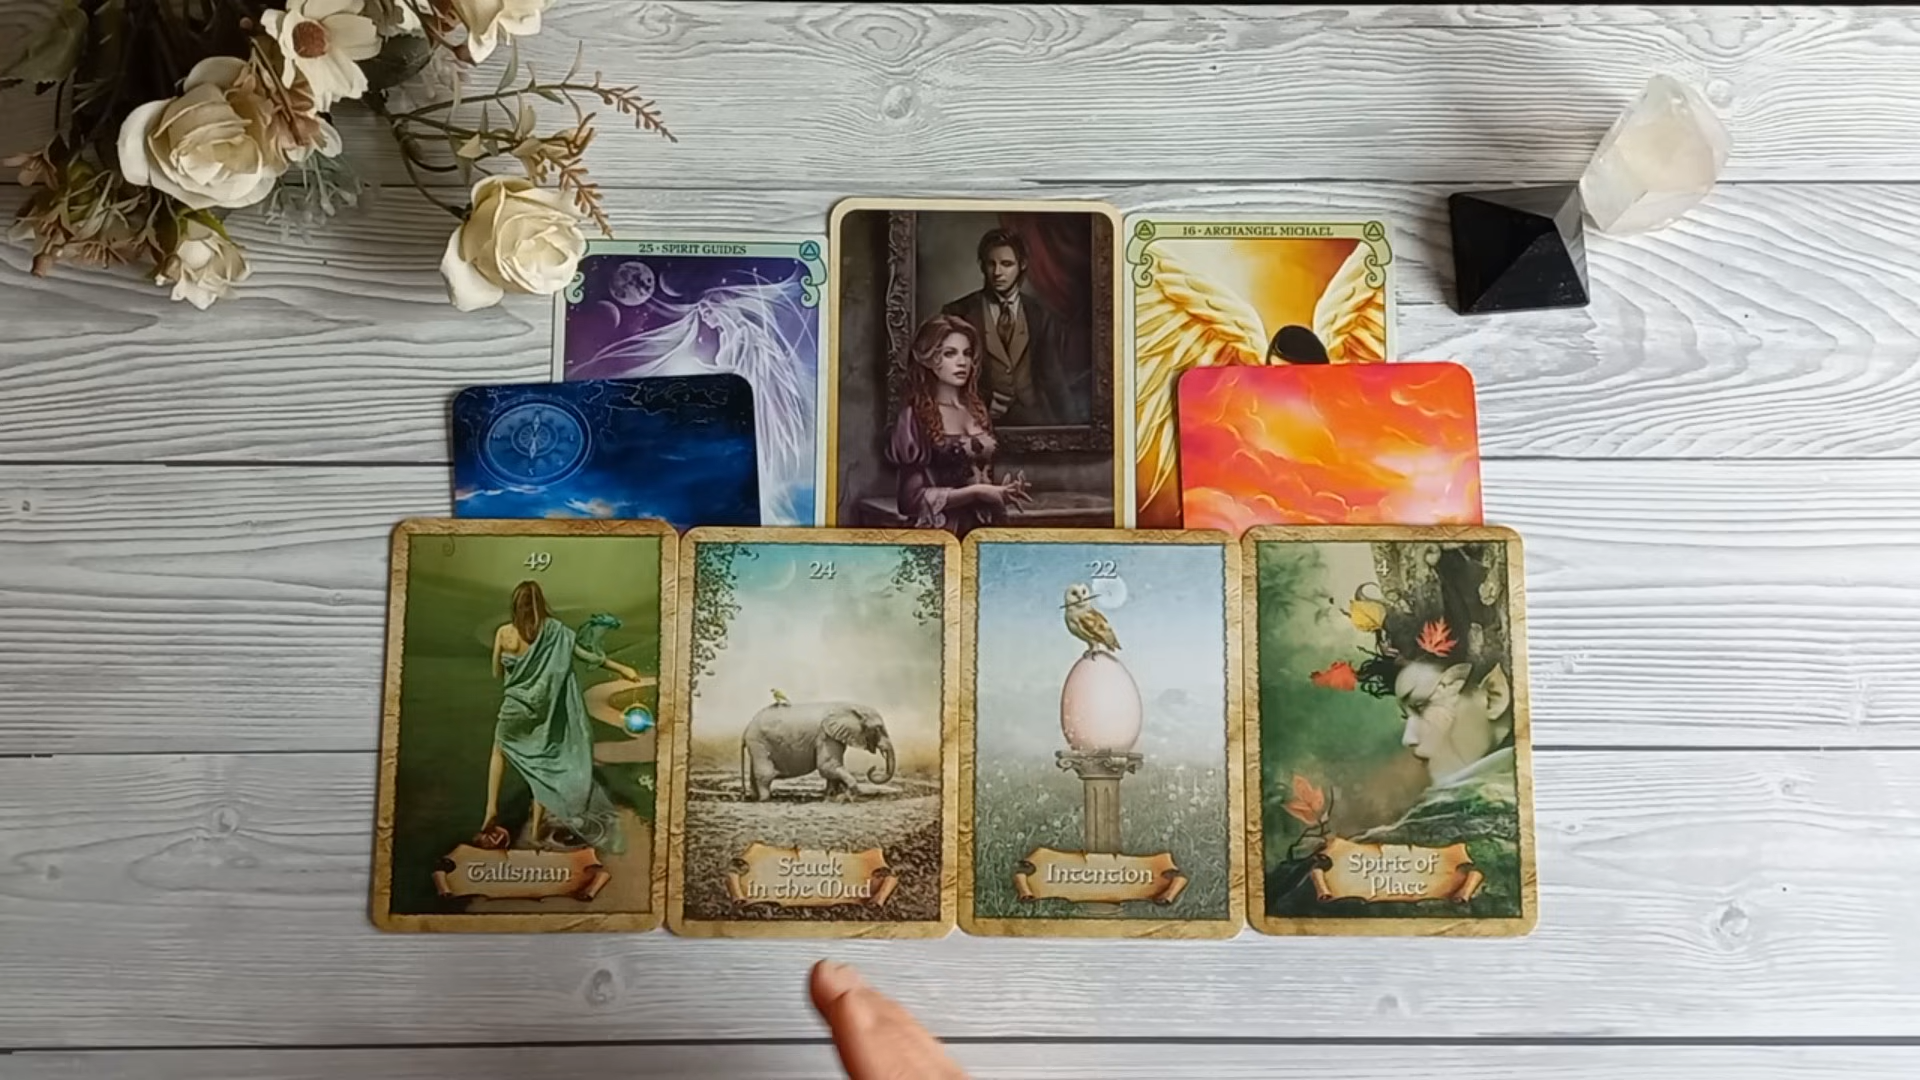 25 · SPIRIT GUIDES
16 · ARCHANGEL MICHAEL
49
Talisman
24
Stuck
in the Mud
22
Intention
4
Spirit of
Place